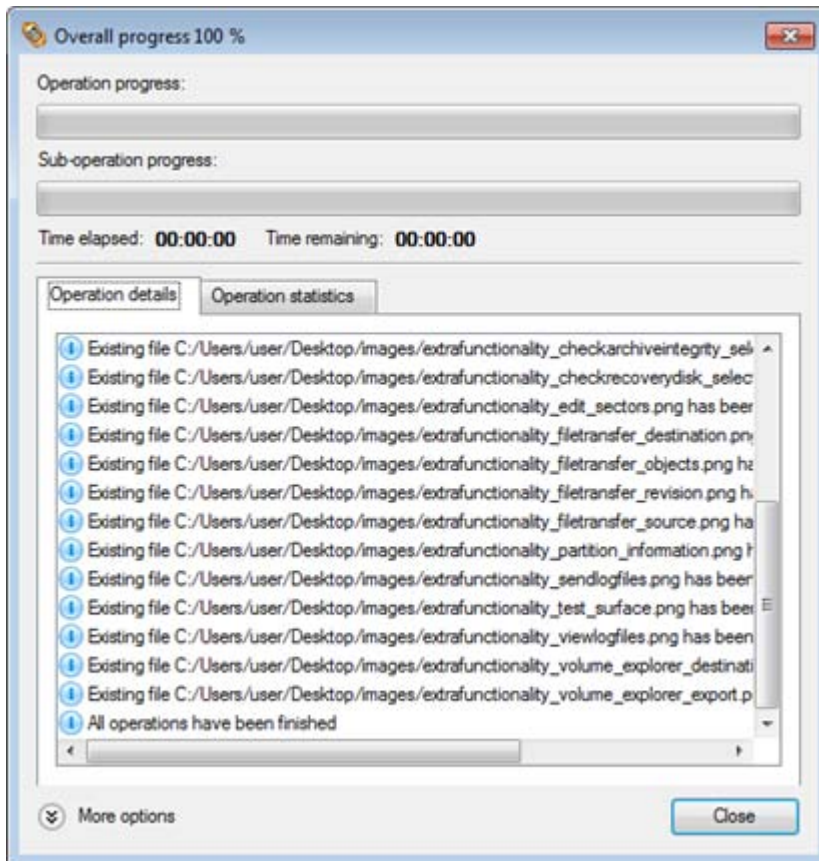 Overall progress 100 %
Operation progress:
Sub-operation progress:
Time elapsed: 00:00:00 Time remaining: 00:00:00
Operation details Operation statistics
Existing file C:/Users/user/Desktop/images/extrafunctionality_checkarchiveintegrity_sele
Existing file C:/Users/user/Desktop/images/extrafunctionality_checkrecoverydisk_selec
Existing file C:/Users/user/Desktop/images/extrafunctionality_edit_sectors.png has been
Existing file C:/Users/user/Desktop/images/extrafunctionality_filetransfer_destination.png
Existing file C:/Users/user/Desktop/images/extrafunctionality_filetransfer_objects.png ha
Existing file C:/Users/user/Desktop/images/extrafunctionality_filetransfer_revision.png h
Existing file C:/Users/user/Desktop/images/extrafunctionality_filetransfer_source.png ha
Existing file C:/Users/user/Desktop/images/extrafunctionality_partition_information.png h
Existing file C:/Users/user/Desktop/images/extrafunctionality_sendlogfiles.png has been
Existing file C:/Users/user/Desktop/images/extrafunctionality_test_surface.png has beer
Existing file C:/Users/user/Desktop/images/extrafunctionality_viewlogfiles.png has been
Existing file C:/Users/user/Desktop/images/extrafunctionality_volume_explorer_destinati
Existing file C:/Users/user/Desktop/images/extrafunctionality_volume_explorer_export.p
All operations have been finished
More options Close